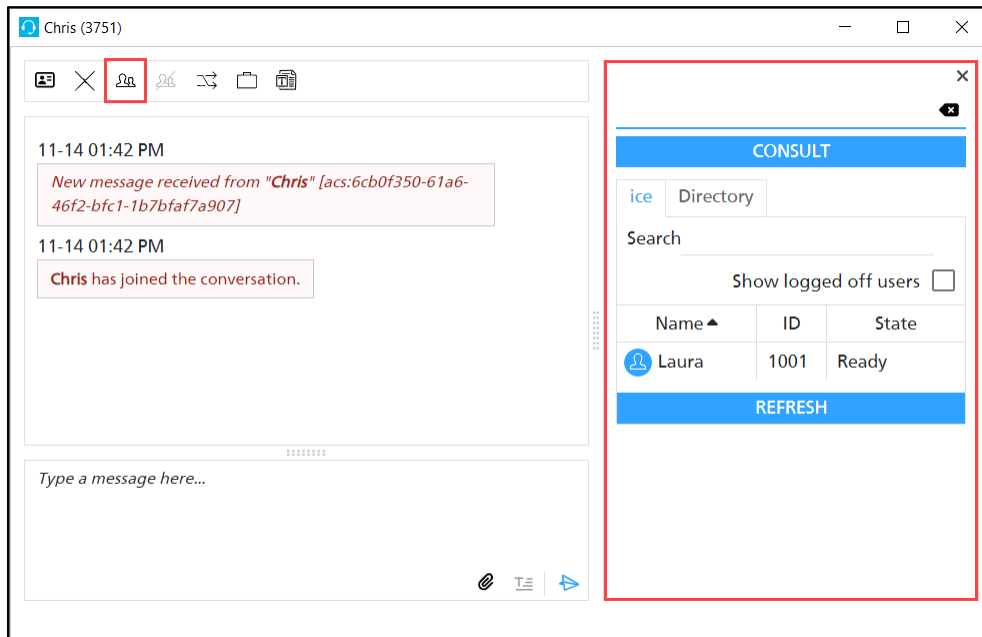 Chris (3751)
11-14 01:42 PM
New message received from "Chris" [acs:6cb0f350-61a6-
46f2-bfc1-1b7bfaf7a907]
11-14 01:42 PM
Chris has joined the conversation.
Type a message here...
CONSULT
ice Directory
Search
Show logged off users
Name ID State
Laura 1001 Ready
REFRESH